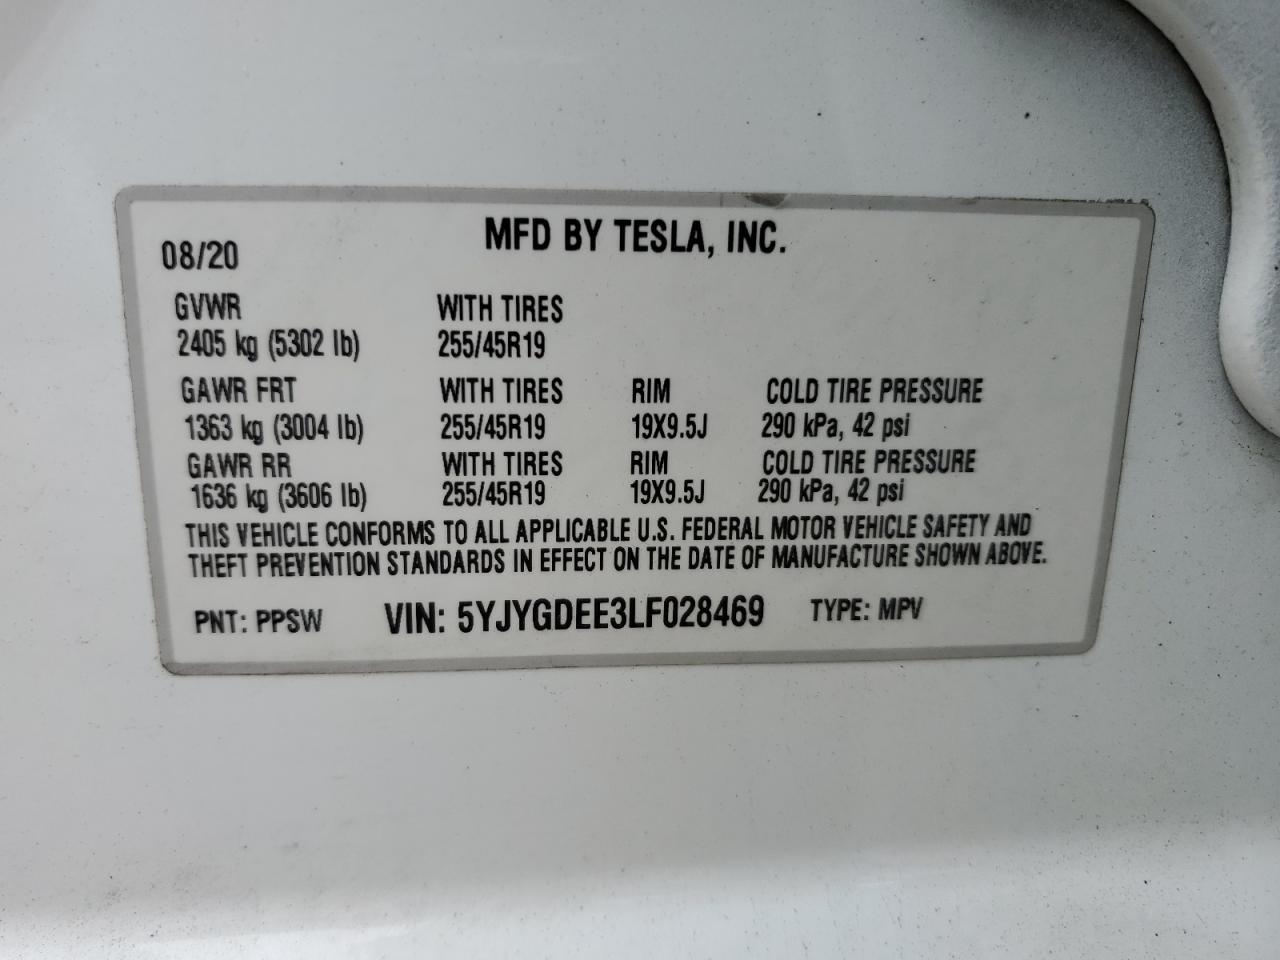 MFD BY TESLA, INC.
08/20
GVWR WITH TIRES
2405 kg (5302 lb) 255/45R19
GAWR FRT WITH TIRES RIM COLD TIRE PRESSURE
1363 kg (3004 lb) 255/45R19 19X9.5J 290 kPa, 42 psi
GAWR RR WITH TIRES RIM COLD TIRE PRESSURE
1636 kg (3606 lb) 255/45R19 19X9.5J 290 kPa, 42 psi
THIS VEHICLE CONFORMS TO ALL APPLICABLE U.S. FEDERAL MOTOR VEHICLE SAFETY AND
THEFT PREVENTION STANDARDS IN EFFECT ON THE DATE OF MANUFACTURE SHOWN ABOVE.
PNT: PPSW VIN: 5YJYGDEE3LF028469 TYPE: MPV